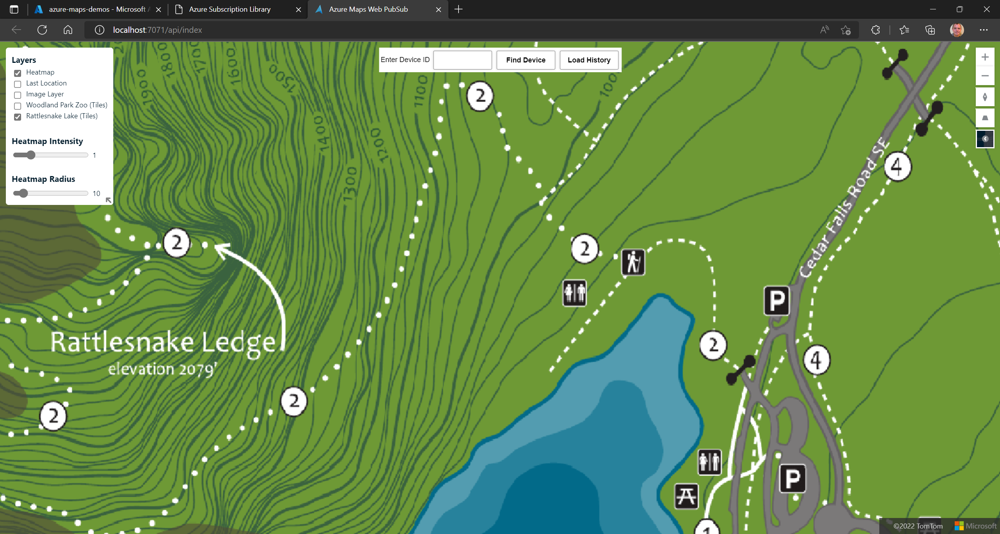 azure-maps-demos - Microsoft A
Azure Subscription Library
Azure Maps Web PubSub
localhost:7071/api/index
Layers
Heatmap
Last Location
Image Layer
Woodland Park Zoo (Tiles)
Rattlesnake Lake (Tiles)
Heatmap Intensity
1
Heatmap Radius
10
Enter Device ID
Find Device
Load History
1900
1800
1700
1600
1500
1400
1300
1200
1100
1000
2
4
Cedar Falls Road SE
2
2
P
2
4
Rattlesnake Ledge
elevation 2079'
2
2
P
1
©2022 TomTom
Microsoft